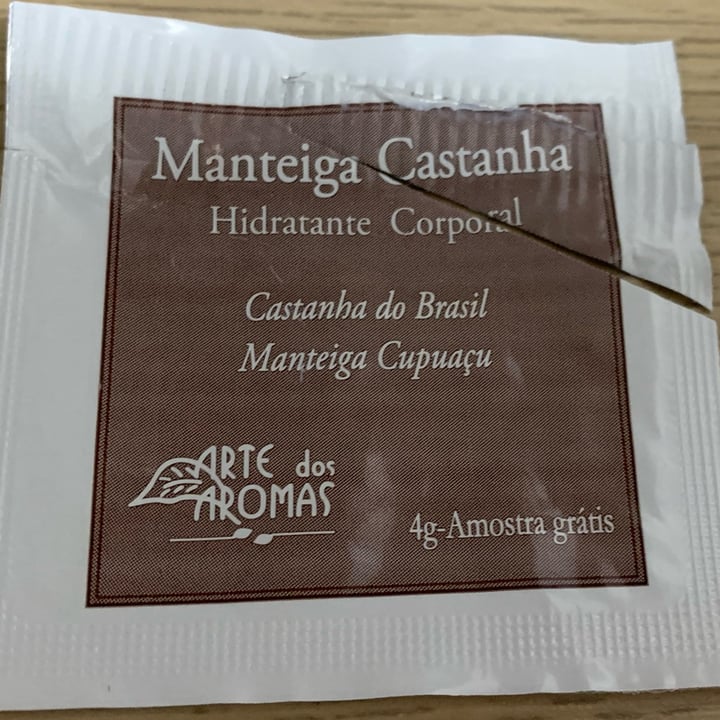 Manteiga Castanha
Hidratante Corporal
Castanha do Brasil
Manteiga Cupuaçu
ARTE dos
AROMAS
4g-Amostra grátis